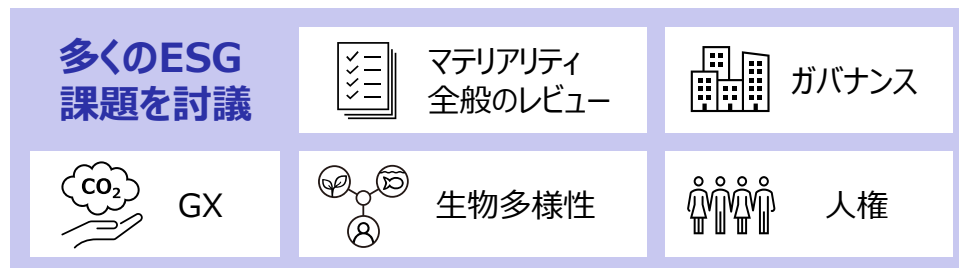 多くのESG
課題を討議
マテリアリティ
全般のレビュー
ガバナンス
CO₂
GX
生物多様性
人権